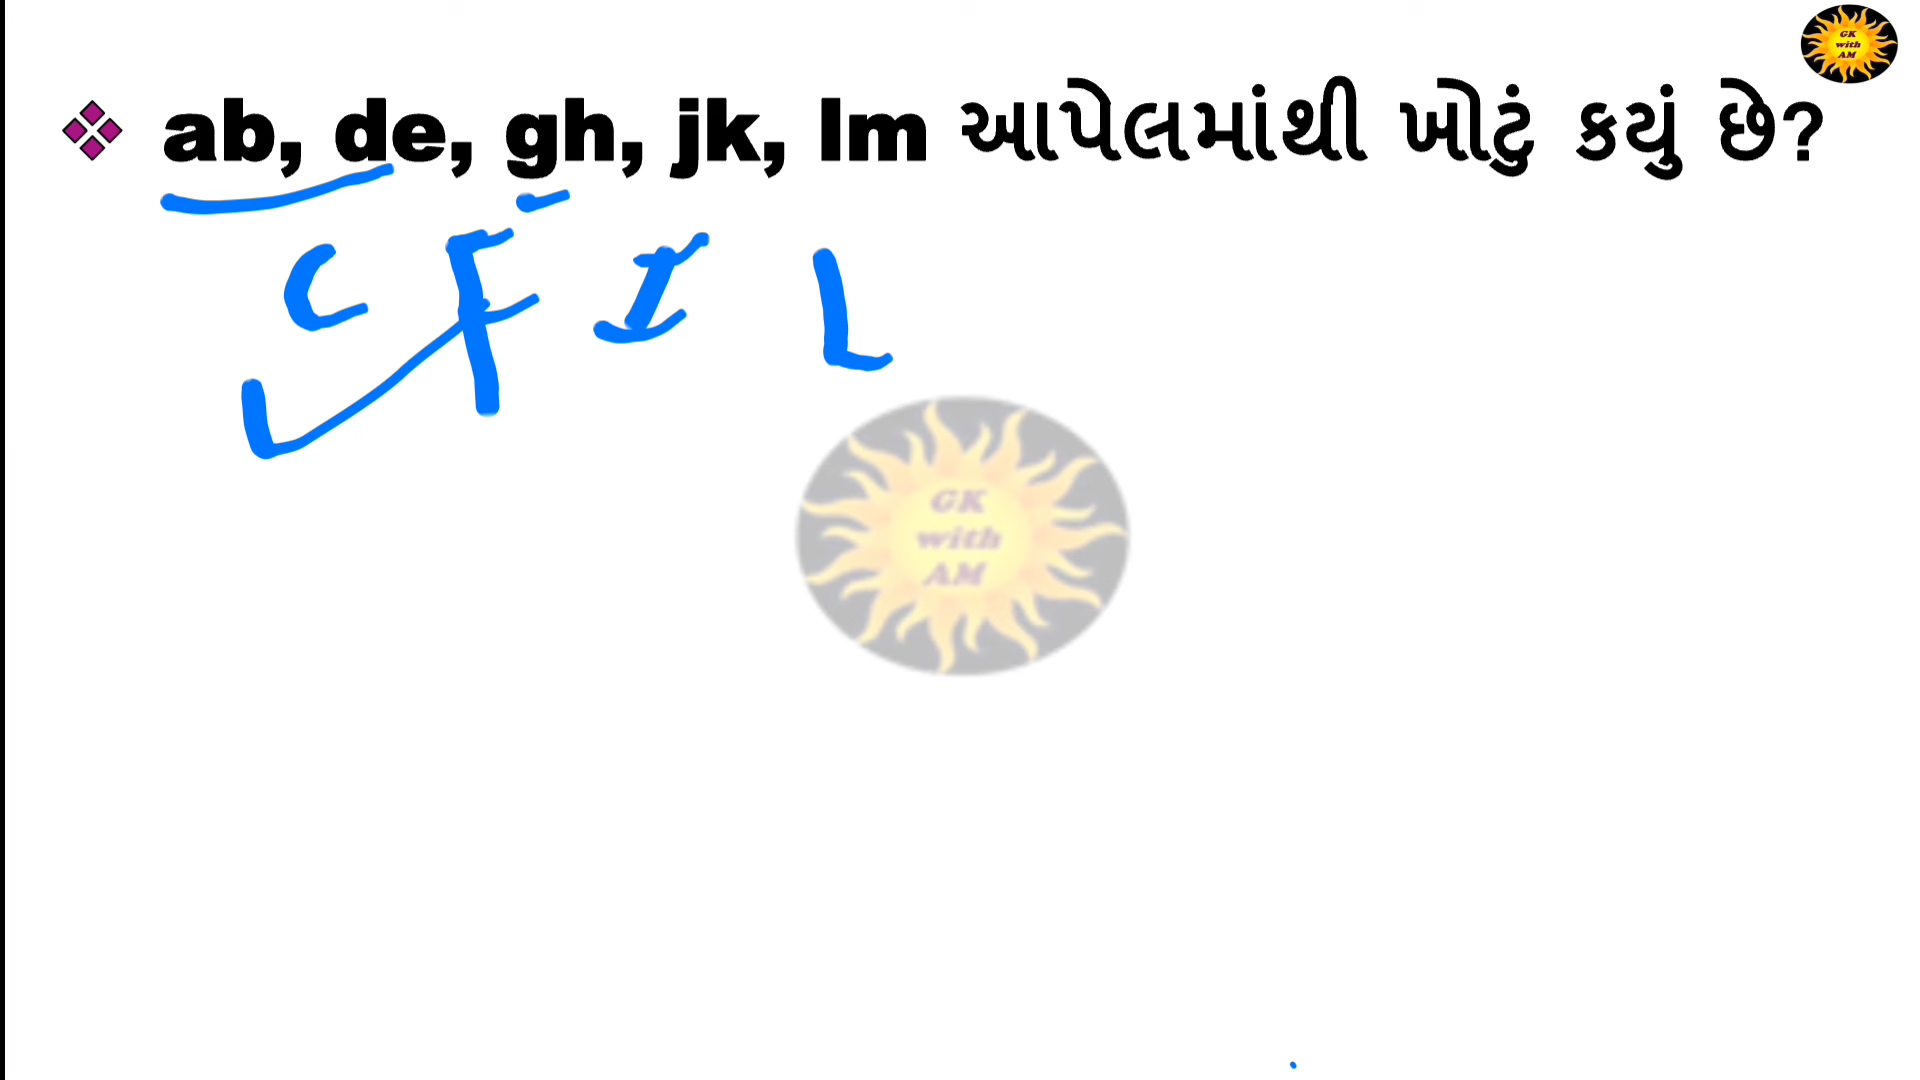 GK
with
AM
❖ ab, de, gh, jk, lm આપેલમાંથી ખોટું કયું છે?
C F I L
GK
with
AM